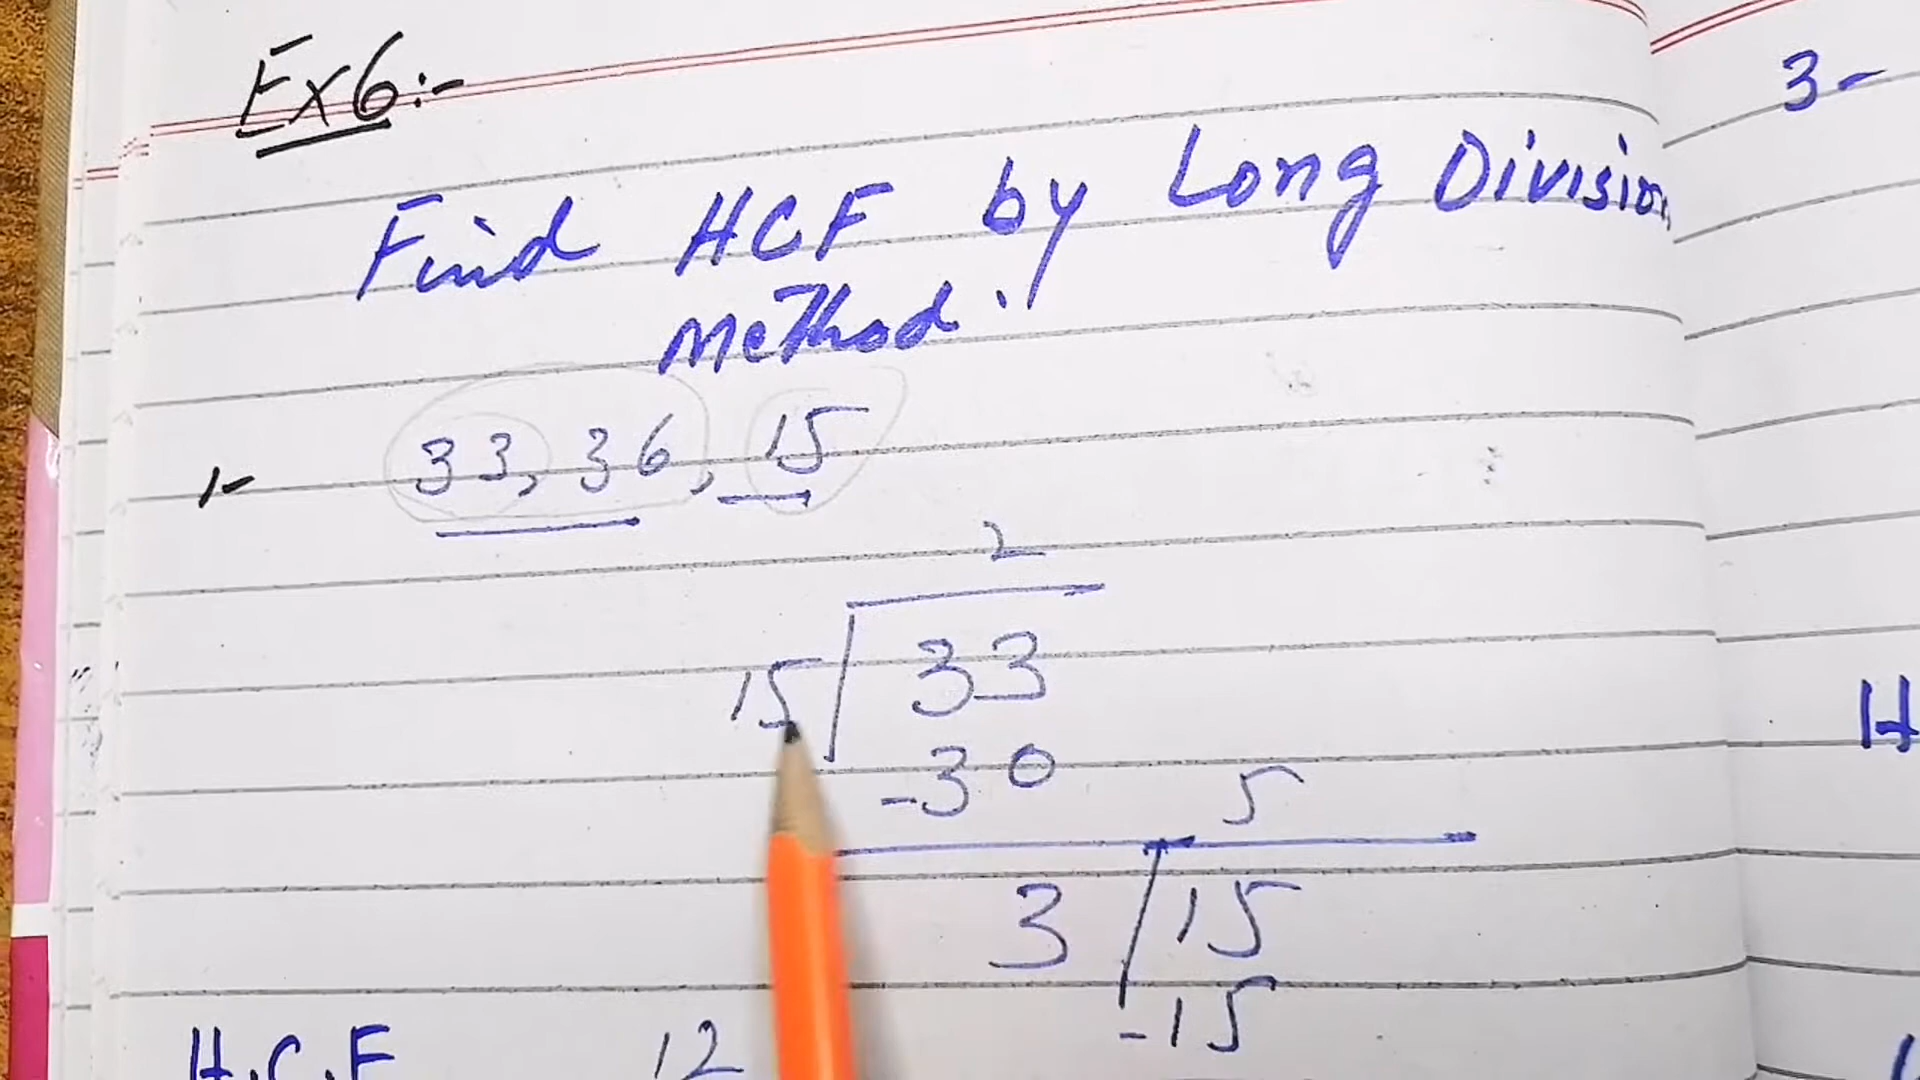 Ex6:-
3-
Find HCF by Long Division
Method.
1- 33, 36, 15
2
15 33
-30
5
3 15
-15
H.C.F 12
H